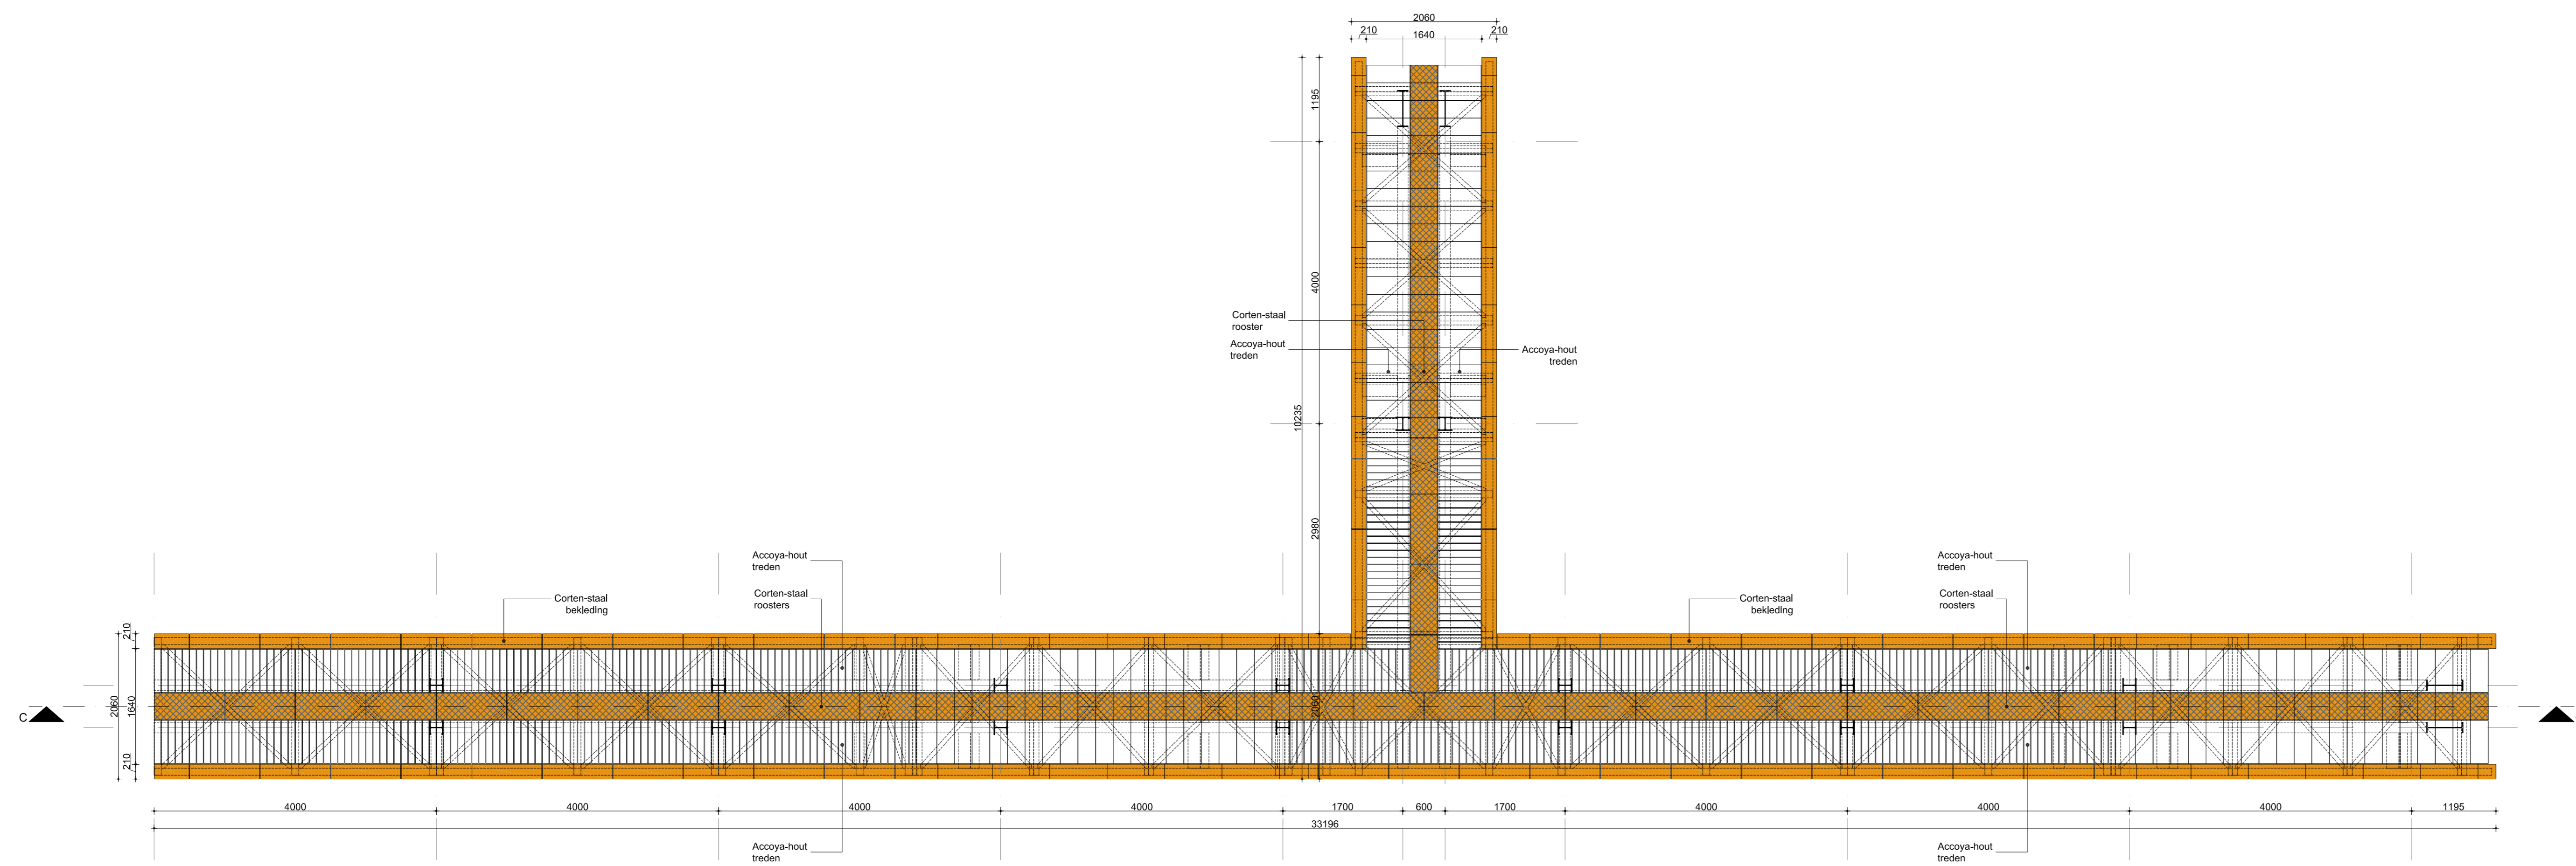 2060
210
1640
210
1195
4000
Corten-staal
rooster
Accoya-hout
treden
Accoya-hout
treden
10235
2980
Accoya-hout
treden
Corten-staal
roosters
Corten-staal
bekleding
Accoya-hout
treden
Corten-staal
roosters
Corten-staal
bekleding
210
2060
1640
210
2060
C
4000
4000
4000
4000
1700
600
1700
4000
4000
4000
1195
33196
Accoya-hout
treden
Accoya-hout
treden